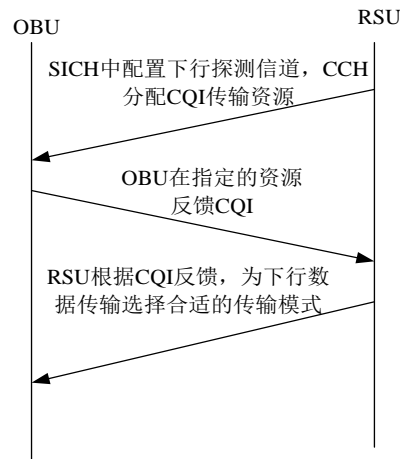 OBU
RSU
SICH中配置下行探测信道，CCH
分配CQI传输资源
OBU在指定的资源
反馈CQI
RSU根据CQI反馈，为下行数
据传输选择合适的传输模式